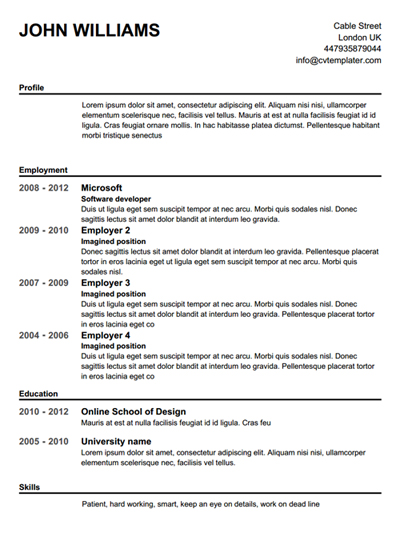 JOHN WILLIAMS
Cable Street
London UK
447935879044
info@cvtemplater.com
Profile
Lorem ipsum dolor sit amet, consectetur adipiscing elit. Vestibulum eros massa, ullamcorper
elementum scelerisque nec, facilisis vel tellus. Mauris at est at nulla facilisis feugiat id id ligula.
Cras feugiat ornare mollis. In hac habitasse platea dictumst. Suspendisse pellentesque habitant
morbi tristique senectus
Employment
2008 - 2012 Microsoft
Software developer
Duis ut ligula eget sem suscipit tempor at nec arcu. Morbi quis sodales nisl. Donec
sagittis lectus sit amet dolor blandit at interdum leo gravida.
2009 - 2010 Employer 2
Imagined position
Donec sagittis lectus sit amet dolor blandit at interdum leo gravida. Pellentesque placerat
tortor in eros lacinia eget ut ligula eget sem suscipit tempor at nec arcu. Morbi quis
sodales nisl.
2007 - 2009 Employer 3
Imagined position
Duis ut ligula eget sem suscipit tempor at nec arcu. Morbi quis sodales nisl. Donec
sagittis lectus sit amet dolor blandit at interdum leo gravida. Pellentesque placerat tortor
in eros lacinia eget co
2004 - 2006 Employer 4
Imagined position
Duis ut ligula eget sem suscipit tempor at nec arcu. Morbi quis sodales nisl. Donec
sagittis lectus sit amet dolor blandit at interdum leo gravida. Pellentesque placerat tortor
in eros lacinia eget co
Education
2010 - 2012 Online School of Design
Mauris at est at nulla facilisis feugiat id id ligula. Cras feu
2005 - 2010 University name
Lorem ipsum dolor sit amet, consectetur adipiscing elit. Vestibulum eros massa,
ullamcorper elementum scelerisque nec, facilisis vel tellus.
Skills
Patient, hard working, smart, keep an eye on details, work on dead line